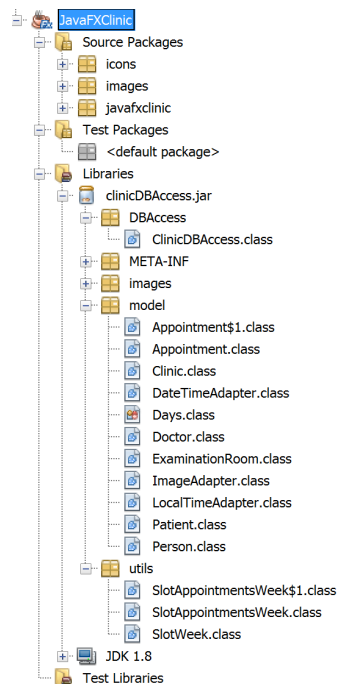 JavaFXClinic
Source Packages
icons
images
javafxclinic
Test Packages
<default package>
Libraries
clinicDBAccess.jar
DBAccess
ClinicDBAccess.class
META-INF
images
model
Appointment$1.class
Appointment.class
Clinic.class
DateTimeAdapter.class
Days.class
Doctor.class
ExaminationRoom.class
ImageAdapter.class
LocalTimeAdapter.class
Patient.class
Person.class
utils
SlotAppointmentsWeek$1.class
SlotAppointmentsWeek.class
SlotWeek.class
JDK 1.8
Test Libraries